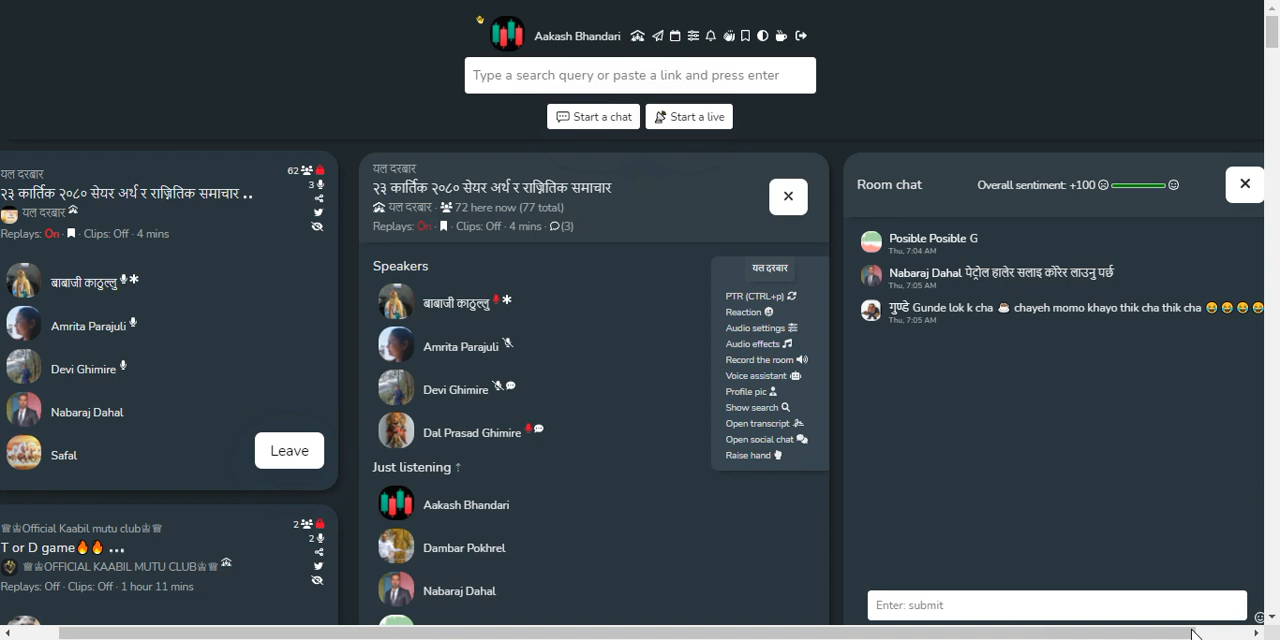 Aakash Bhandari
Type a search query or paste a link and press enter
Start a chat
Start a live
यल दरबार
62
२३ कार्तिक २०८० सेयर अर्थ र राज्नितिक समाचार ..
3
यल दरबार
Replays: On · Clips: Off · 4 mins
बाबाजी काठुल्लु
Amrita Parajuli
Devi Ghimire
Nabaraj Dahal
Safal
Leave
♕♔Official Kaabil mutu club♔♕
2
T or D game🔥🔥 ...
2
♕♔OFFICIAL KAABIL MUTU CLUB♔♕
Replays: Off · Clips: Off · 1 hour 11 mins
यल दरबार
२३ कार्तिक २०८० सेयर अर्थ र राज्नितिक समाचार
यल दरबार · 72 here now (77 total)
Replays: On · Clips: Off · 4 mins · (3)
Speakers
बाबाजी काठुल्लु
Amrita Parajuli
Devi Ghimire
Dal Prasad Ghimire
Just listening ↑
Aakash Bhandari
Dambar Pokhrel
Nabaraj Dahal
यल दरबार
PTR (CTRL+p)
Reaction
Audio settings
Audio effects
Record the room
Voice assistant
Profile pic
Show search
Open transcript
Open social chat
Raise hand
Room chat
Overall sentiment: +100
Posible Posible G
Thu, 7:04 AM
Nabaraj Dahal पेट्रोल हालेर सलाइ कोरेर लाउनु पर्छ
Thu, 7:05 AM
गुण्डे Gunde lok k cha ☕ chayeh momo khayo thik cha thik cha 😂😂😂😂
Thu, 7:05 AM
Enter: submit